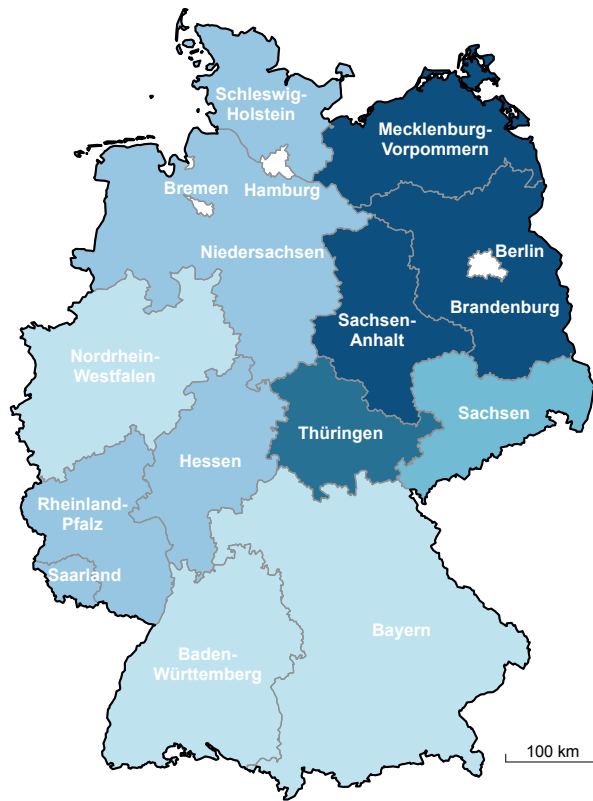 Schleswig-
Holstein
Mecklenburg-
Vorpommern
Bremen
Hamburg
Niedersachsen
Berlin
Brandenburg
Sachsen-
Anhalt
Nordrhein-
Westfalen
Sachsen
Thüringen
Hessen
Rheinland-
Pfalz
Saarland
Bayern
Baden-
Württemberg
100 km